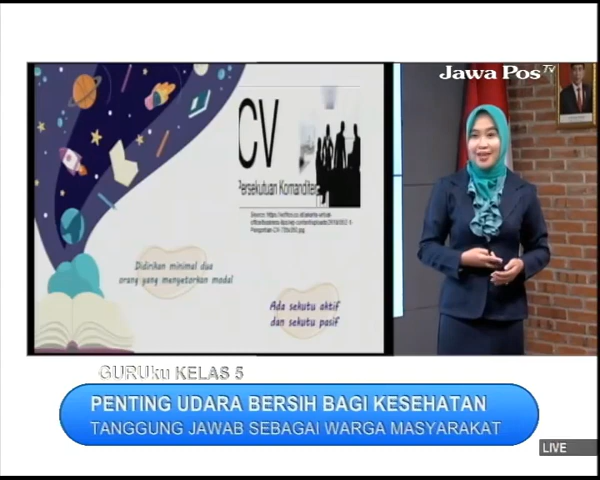 Jawa Pos TV
CV
Persekutuan Komanditer
Didirikan minimal dua
orang yang menyetorkan modal
Ada sekutu aktif
dan sekutu pasif
GURUku KELAS 5
PENTING UDARA BERSIH BAGI KESEHATAN
TANGGUNG JAWAB SEBAGAI WARGA MASYARAKAT
LIVE